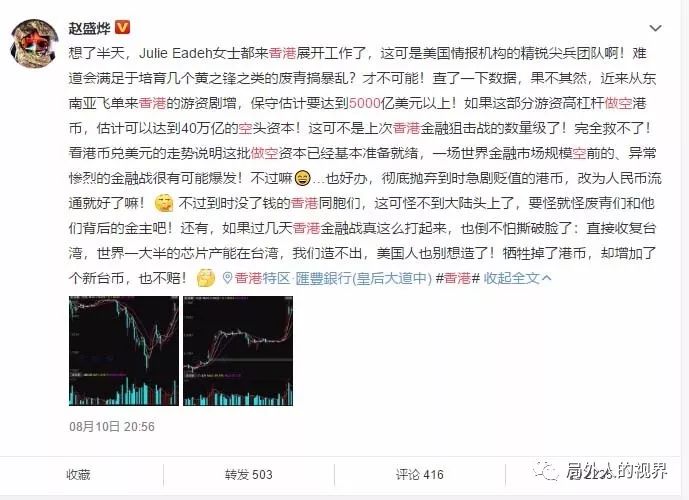 赵盛烨
想了半天，Julie Eadeh女士都来香港展开工作了，这可是美国情报机构的精锐尖兵团队啊！难
道会满足于培育几个黄之锋之类的废青搞暴乱？才不可能！查了一下数据，果不其然，近来从东
南亚飞单来香港的游资剧增，保守估计要达到5000亿美元以上！如果这部分游资高杠杆做空港
币，估计可以达到40万亿的空头资本！这可不是上次香港金融狙击战的数量级了！完全救不了！
看港币兑美元的走势说明这批做空资本已经基本准备就绪，一场世界金融市场规模空前的、异常
惨烈的金融战很有可能爆发！不过嘛😄...也好办，彻底抛弃到时急剧贬值的港币，改为人民币流
通就好了嘛！ 不过到时没了钱的香港同胞们，这可怪不到大陆头上了，要怪就怪废青们和他
们背后的金主吧！还有，如果过几天香港金融战真这么打起来，也倒不怕撕破脸了：直接收复台
湾，世界一大半的芯片产能在台湾，我们造不出，美国人也别想造了！牺牲掉了港币，却增加了
个新台币，也不赔！ 香港特区·匯豐銀行(皇后大道中) #香港# 收起全文
08月10日 20:56
收藏
转发 503
评论 416
局外人的视界